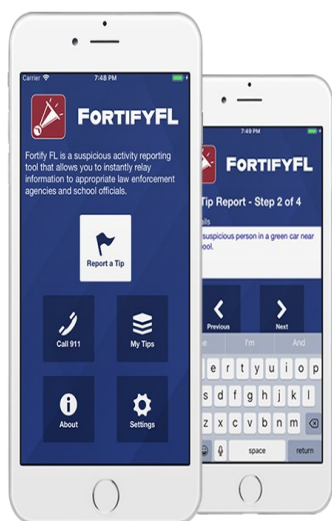 Carrier 7:48 PM
FORTIFYFL
Fortify FL is a suspicious activity reporting
tool that allows you to instantly relay
information to appropriate law enforcement
agencies and school officials.
Report a Tip
Call 911
My Tips
About
Settings
7:49 PM
FORTIFYFL
Tip Report - Step 2 of 4
suspicious person in a green car near
Previous
Next
I'm
And
e r t y u i o p
s d f g h j k l
z x c v b n m
space
return